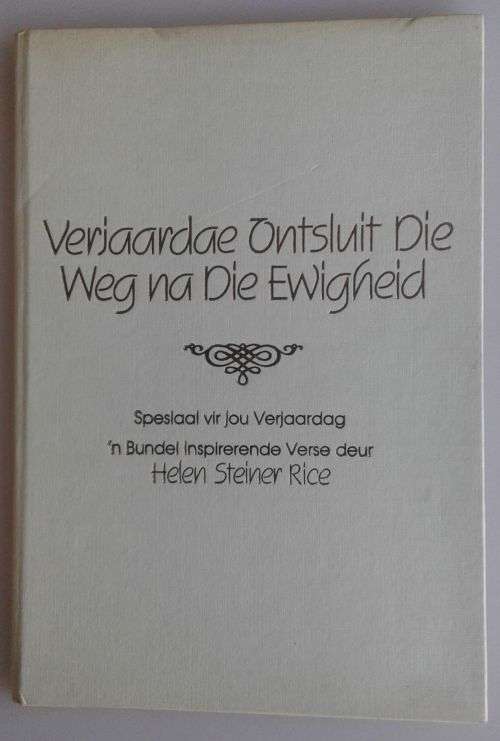 Verjaardae Ontsluit Die
Weg na Die Ewigheid
Spesiaal vir jou Verjaardag
'n Bundel Inspirerende Verse deur
Helen Steiner Rice